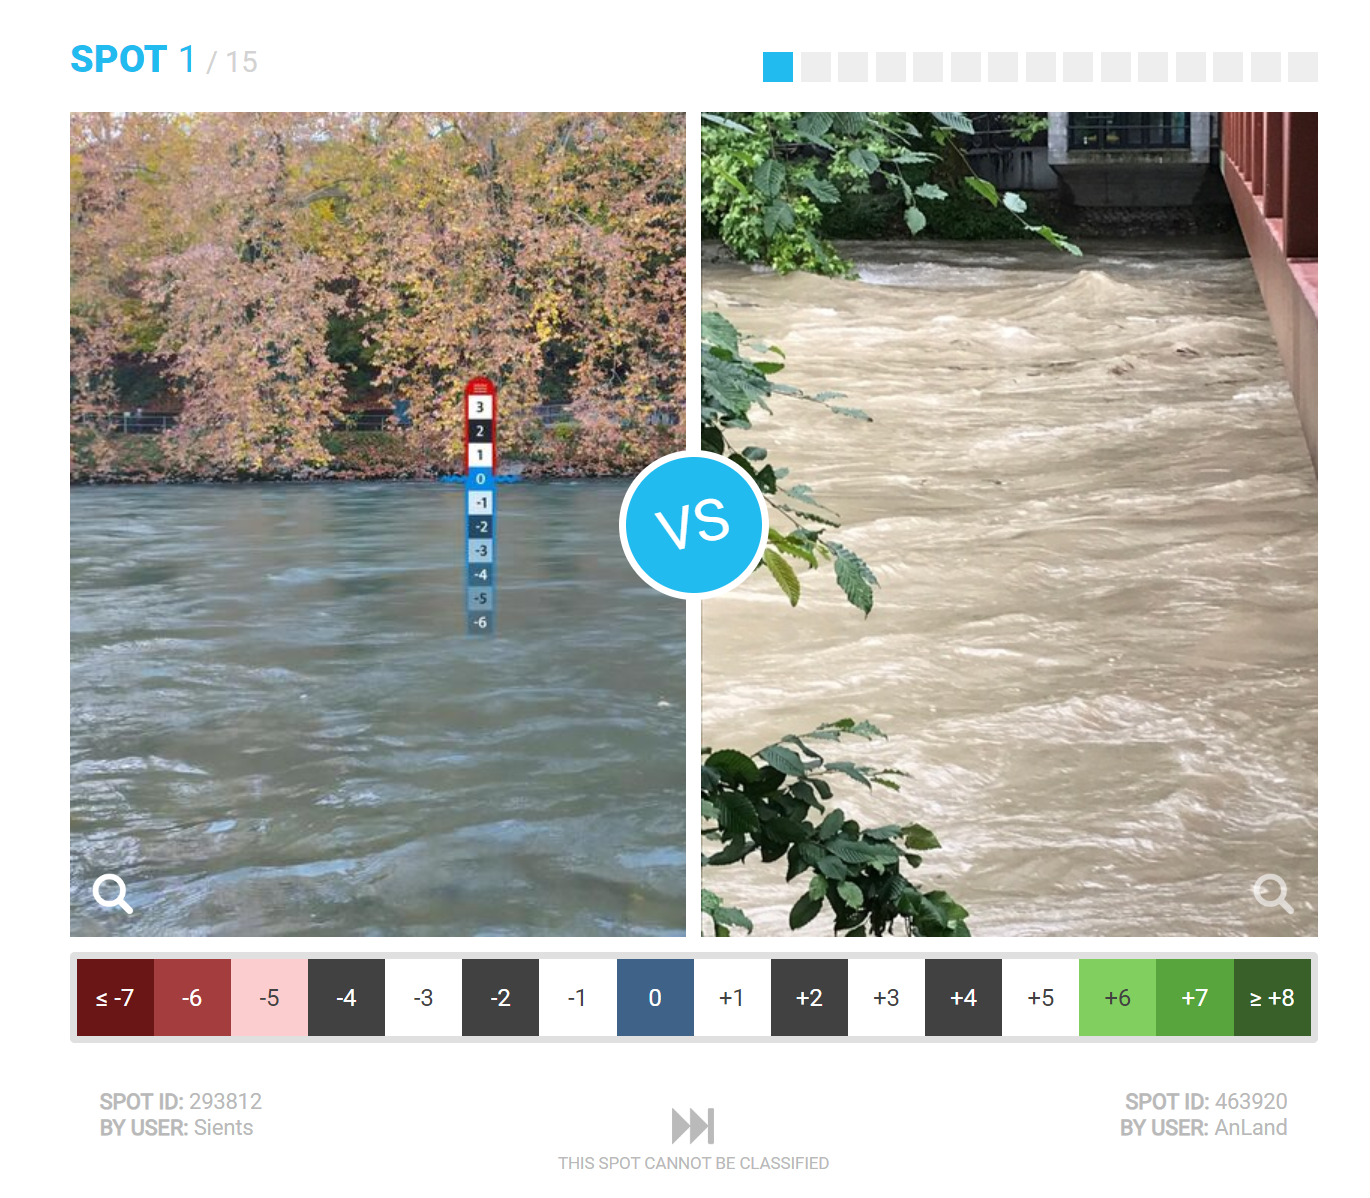 SPOT 1 / 15
3
2
1
0
-1
-2
-3
-4
-5
-6
VS
≤ -7 -6 -5 -4 -3 -2 -1 0 +1 +2 +3 +4 +5 +6 +7 ≥ +8
SPOT ID: 293812
BY USER: Sients
THIS SPOT CANNOT BE CLASSIFIED
SPOT ID: 463920
BY USER: AnLand